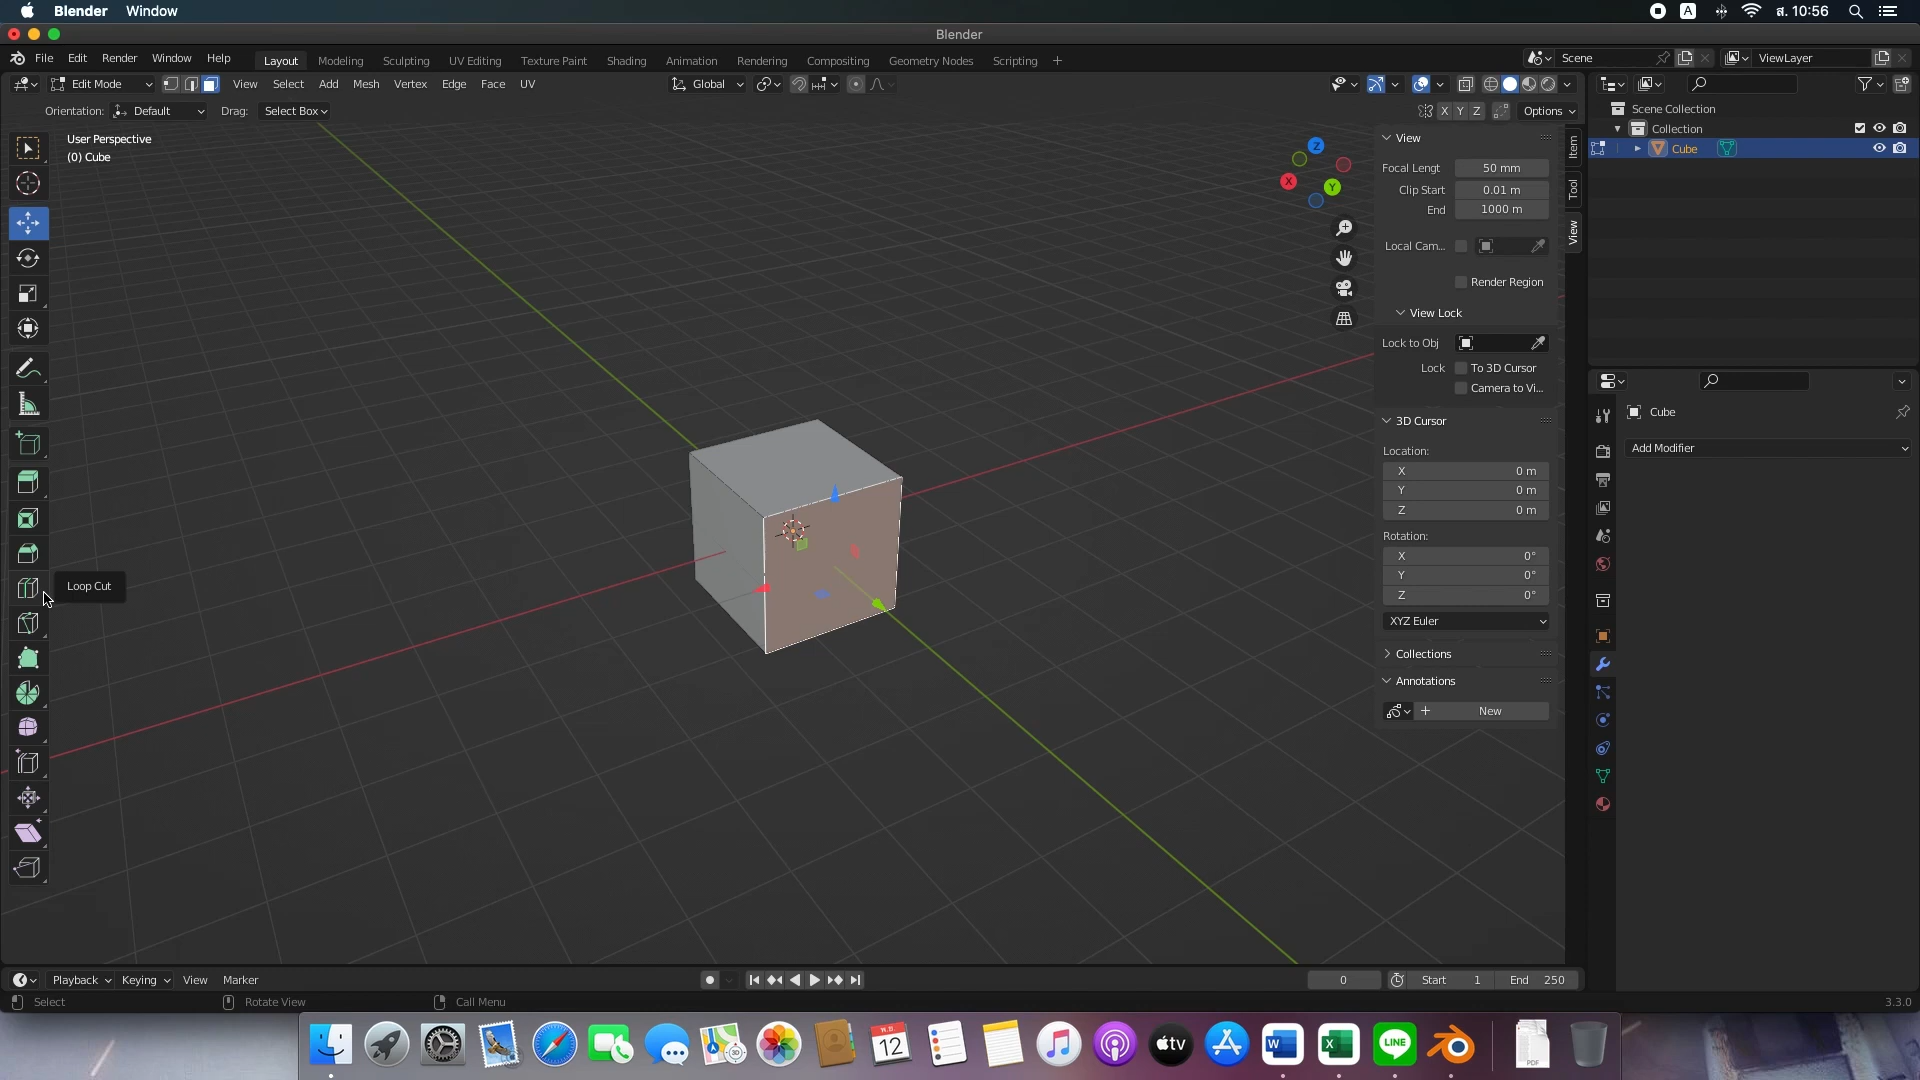 Blender Window
A ส. 10:56
Blender
File Edit Render Window Help Layout Modeling Sculpting UV Editing Texture Paint Shading Animation Rendering Compositing Geometry Nodes Scripting + Scene ViewLayer
Edit Mode View Select Add Mesh Vertex Edge Face UV Global
Orientation: Default Drag: Select Box X Y Z Options
Scene Collection
Collection
Cube
User Perspective
(0) Cube
Z
X
Y
Loop Cut
View
Focal Lengt 50 mm
Clip Start 0.01 m
End 1000 m
Local Cam...
Render Region
View Lock
Lock to Obj
Lock To 3D Cursor
Camera to Vi...
3D Cursor
Location:
X 0 m
Y 0 m
Z 0 m
Rotation:
X 0°
Y 0°
Z 0°
XYZ Euler
Collections
Annotations
+ New
Item
Tool
View
Cube
Add Modifier
Playback Keying View Marker 0 Start 1 End 250
Select Rotate View Call Menu 3.3.0
12
tv
W
X
LINE
PDF